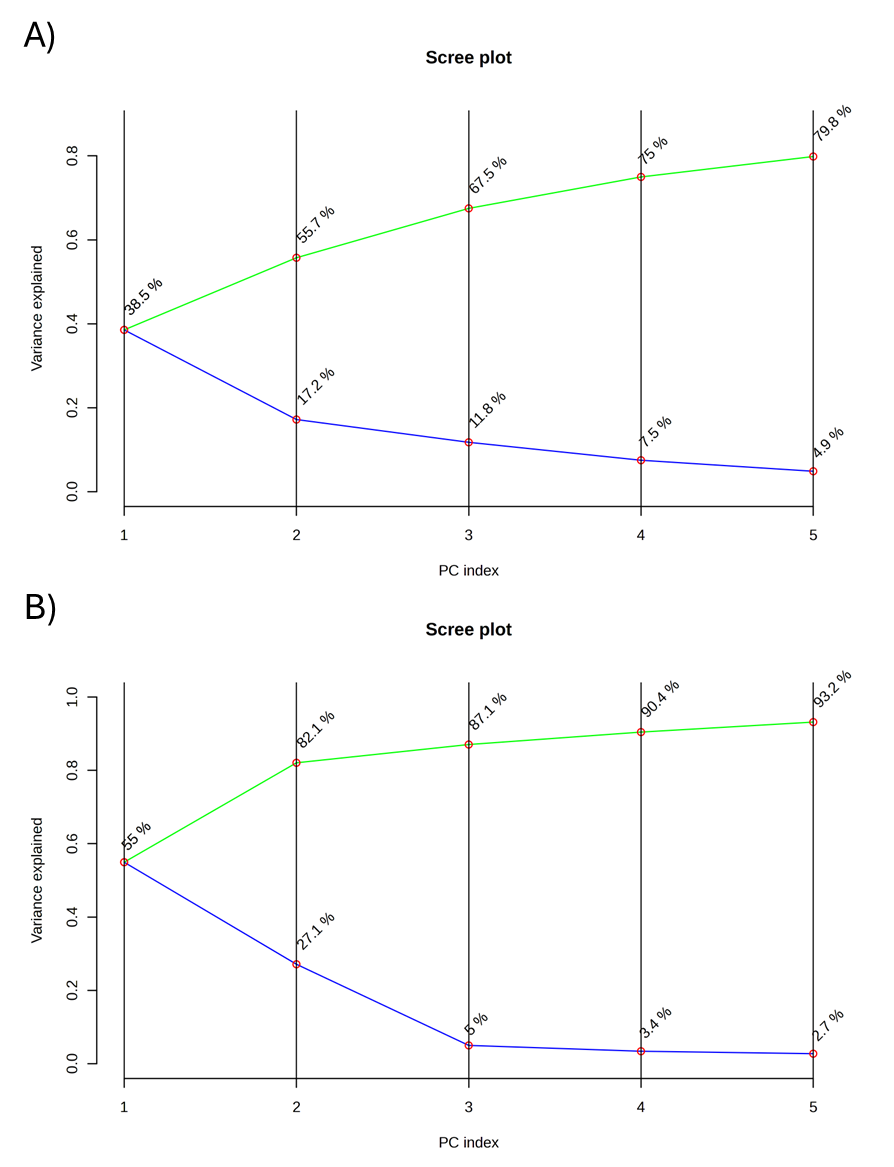 A)
Scree plot
79.8 %
75 %
67.5 %
55.7 %
38.5 %
17.2 %
11.8 %
7.5 %
4.9 %
Variance explained
0.8
0.6
0.4
0.2
0.0
1 2 3 4 5
PC index
B)
Scree plot
93.2 %
90.4 %
87.1 %
82.1 %
55 %
27.1 %
5 %
3.4 %
2.7 %
Variance explained
1.0
0.8
0.6
0.4
0.2
0.0
1 2 3 4 5
PC index